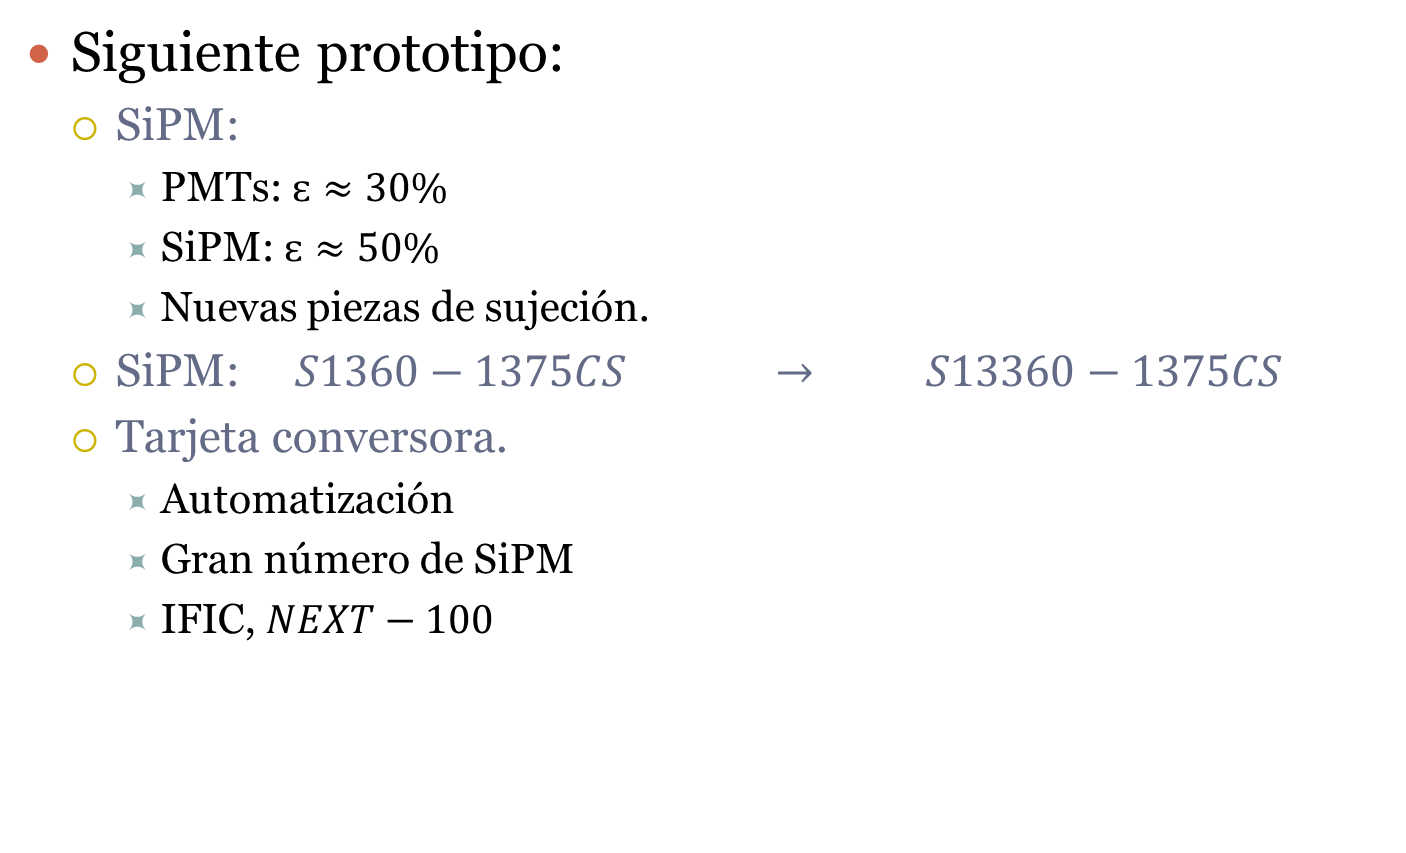 Siguiente prototipo:
SiPM:
PMTs: ε ≈ 30%
SiPM: ε ≈ 50%
Nuevas piezas de sujeción.
SiPM: S1360 − 1375CS → S13360 − 1375CS
Tarjeta conversora.
Automatización
Gran número de SiPM
IFIC, NEXT − 100